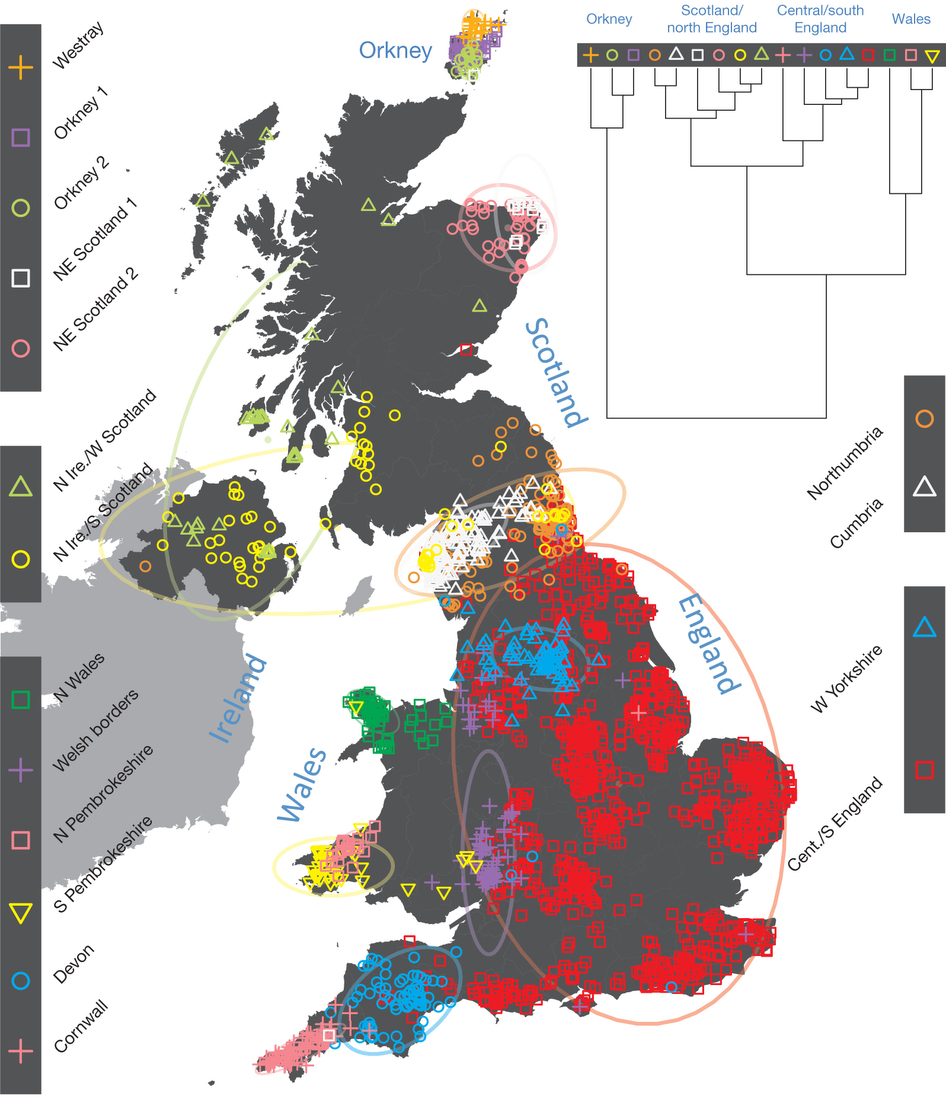 Orkney
Scotland/
north England
Central/south
England
Wales
Orkney
Westray
Orkney 1
Orkney 2
NE Scotland 1
NE Scotland 2
N Ire./W Scotland
N Ire./S Scotland
N Wales
Welsh borders
N Pembrokeshire
S Pembrokeshire
Devon
Cornwall
Scotland
England
Ireland
Wales
Northumbria
Cumbria
W Yorkshire
Cent./S England